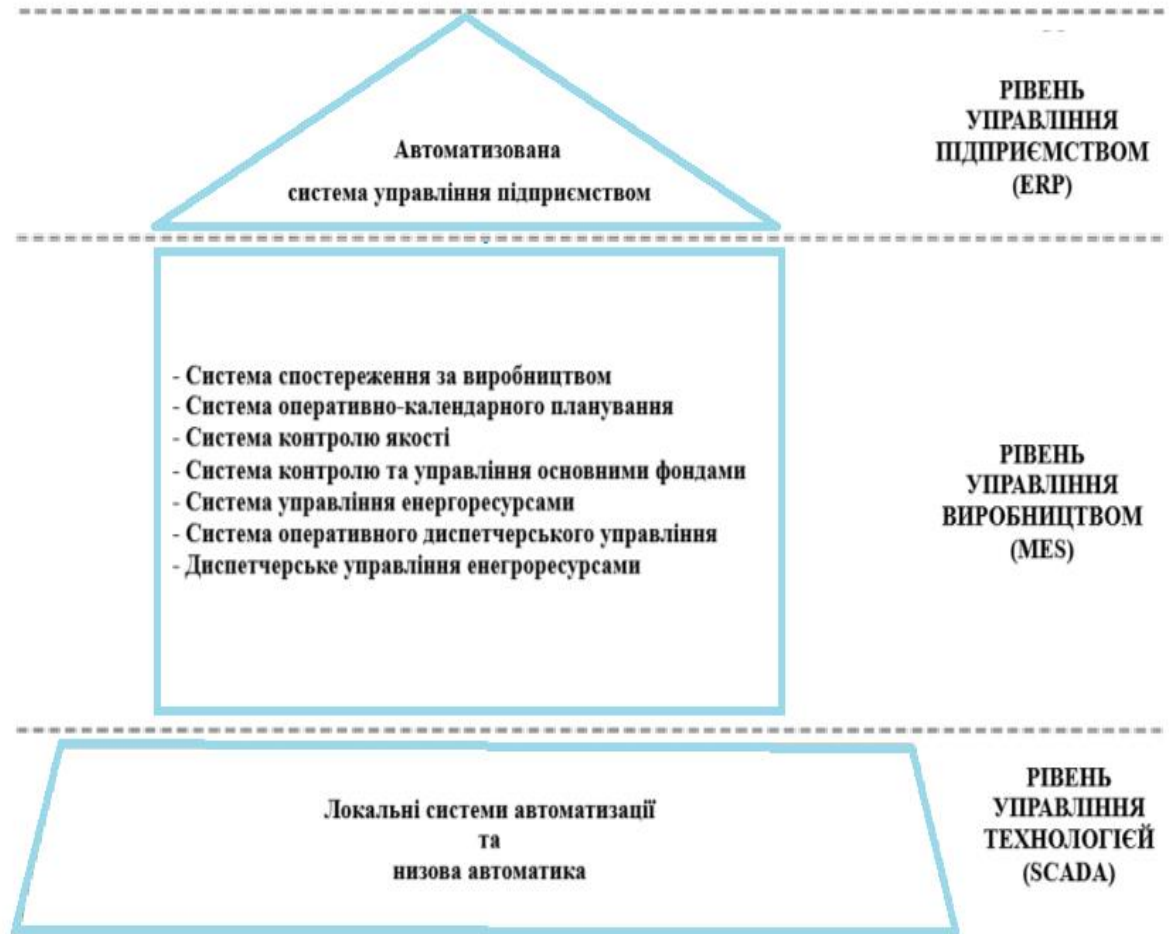 Автоматизована
система управління підприємством
РІВЕНЬ
УПРАВЛІННЯ
ПІДПРИЄМСТВОМ
(ERP)
- Система спостереження за виробництвом
- Система оперативно-календарного планування
- Система контролю якості
- Система контролю та управління основними фондами
- Система управління енергоресурсами
- Система оперативного диспетчерського управління
- Диспетчерське управління енегроресурсами
РІВЕНЬ
УПРАВЛІННЯ
ВИРОБНИЦТВОМ
(MES)
Локальні системи автоматизації
та
низова автоматика
РІВЕНЬ
УПРАВЛІННЯ
ТЕХНОЛОГІЄЙ
(SCADA)